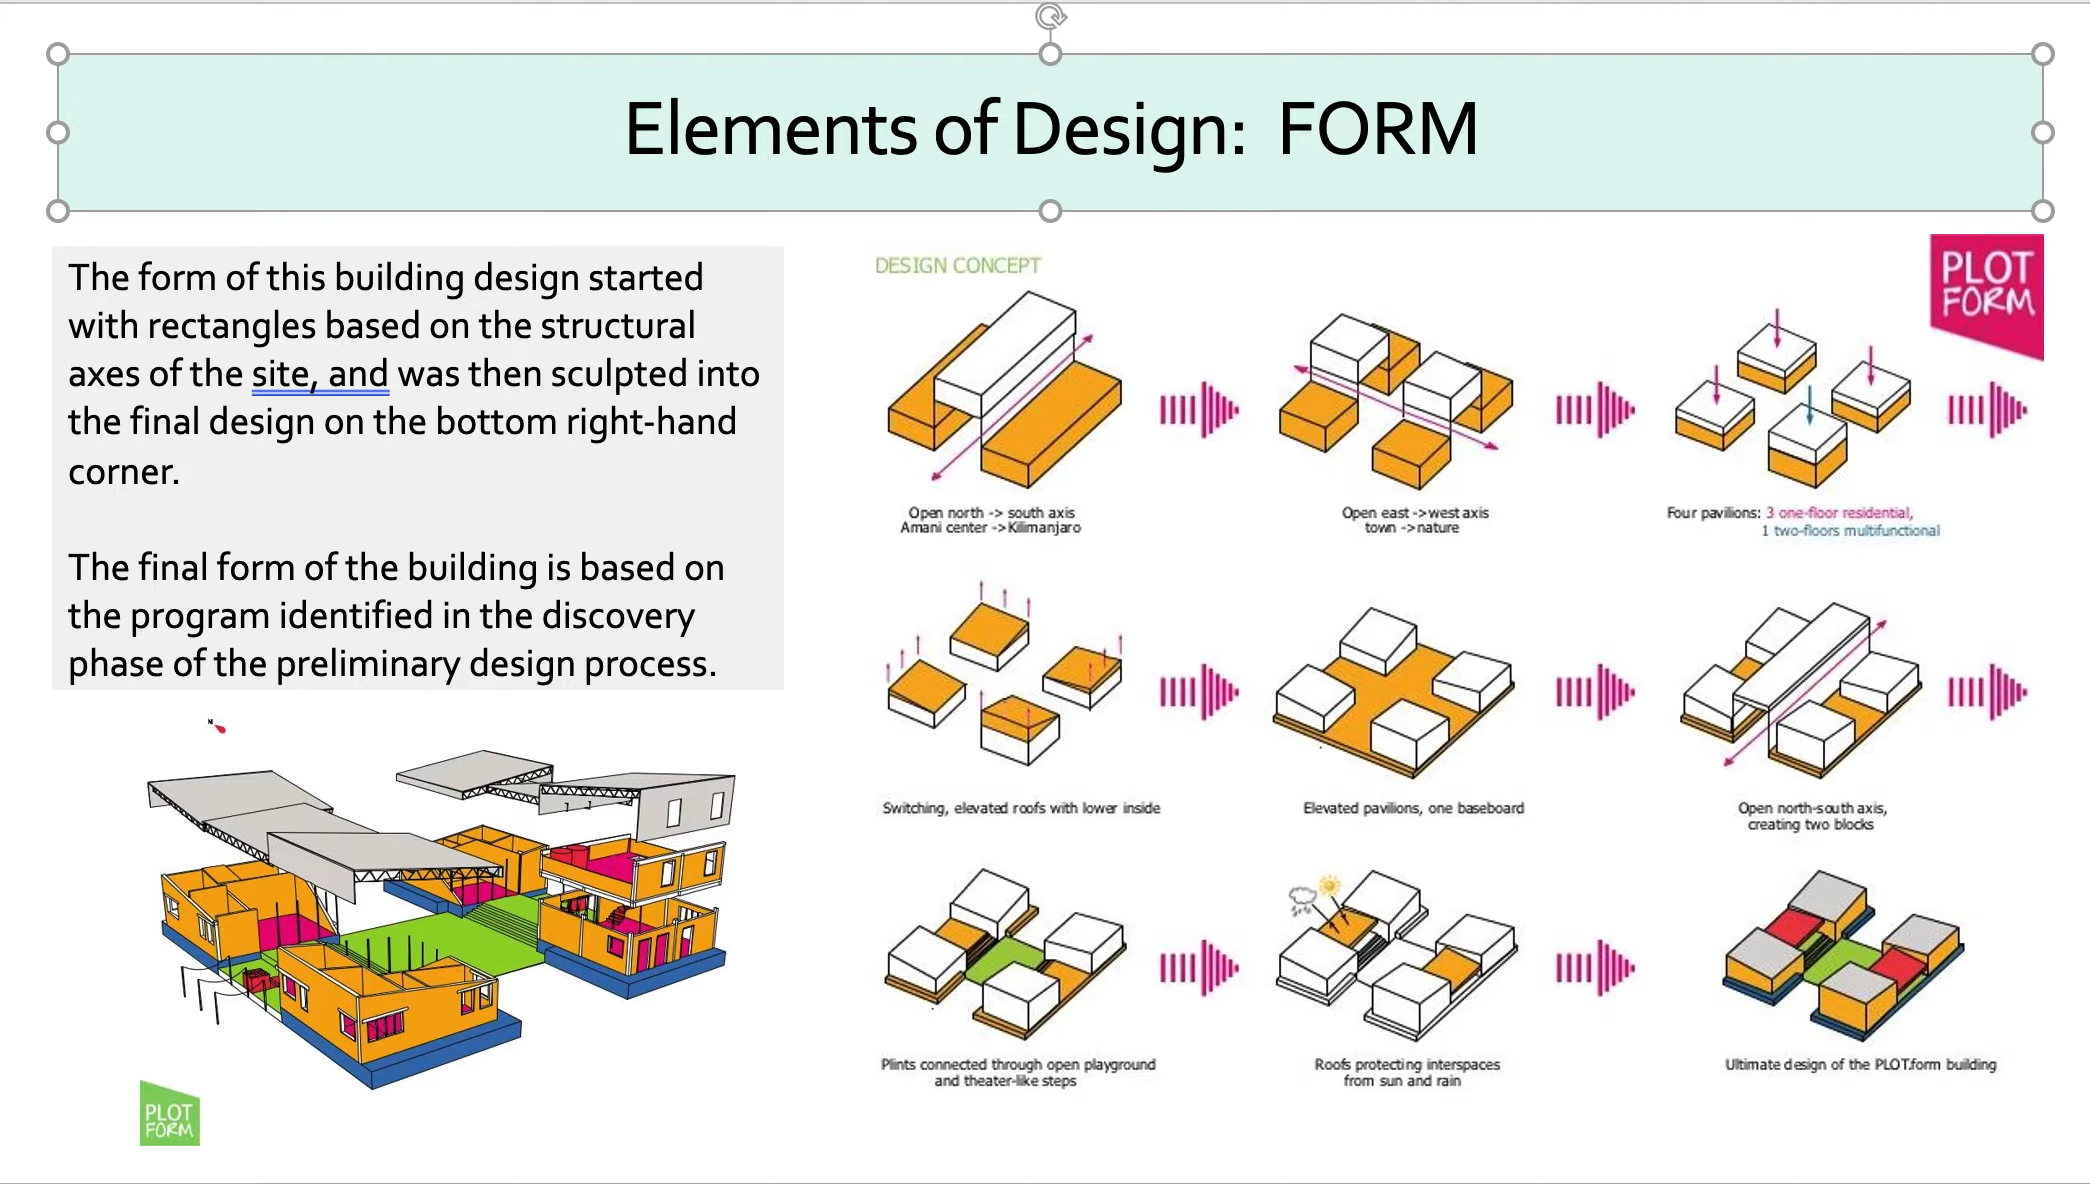 Elements of Design: FORM
The form of this building design started
with rectangles based on the structural
axes of the site, and was then sculpted into
the final design on the bottom right-hand
corner.
The final form of the building is based on
the program identified in the discovery
phase of the preliminary design process.
N
PLOT
FORM
DESIGN CONCEPT
PLOT
FORM
Open north -> south axis
Amani center ->Kilimanjaro
Open east ->west axis
town ->nature
Four pavilions: 3 one-floor residential,
1 two-floors multifunctional
Switching, elevated roofs with lower inside
Elevated pavilions, one baseboard
Open north-south axis,
creating two blocks
Plints connected through open playground
and theater-like steps
Roofs protecting interspaces
from sun and rain
Ultimate design of the PLOT.form building